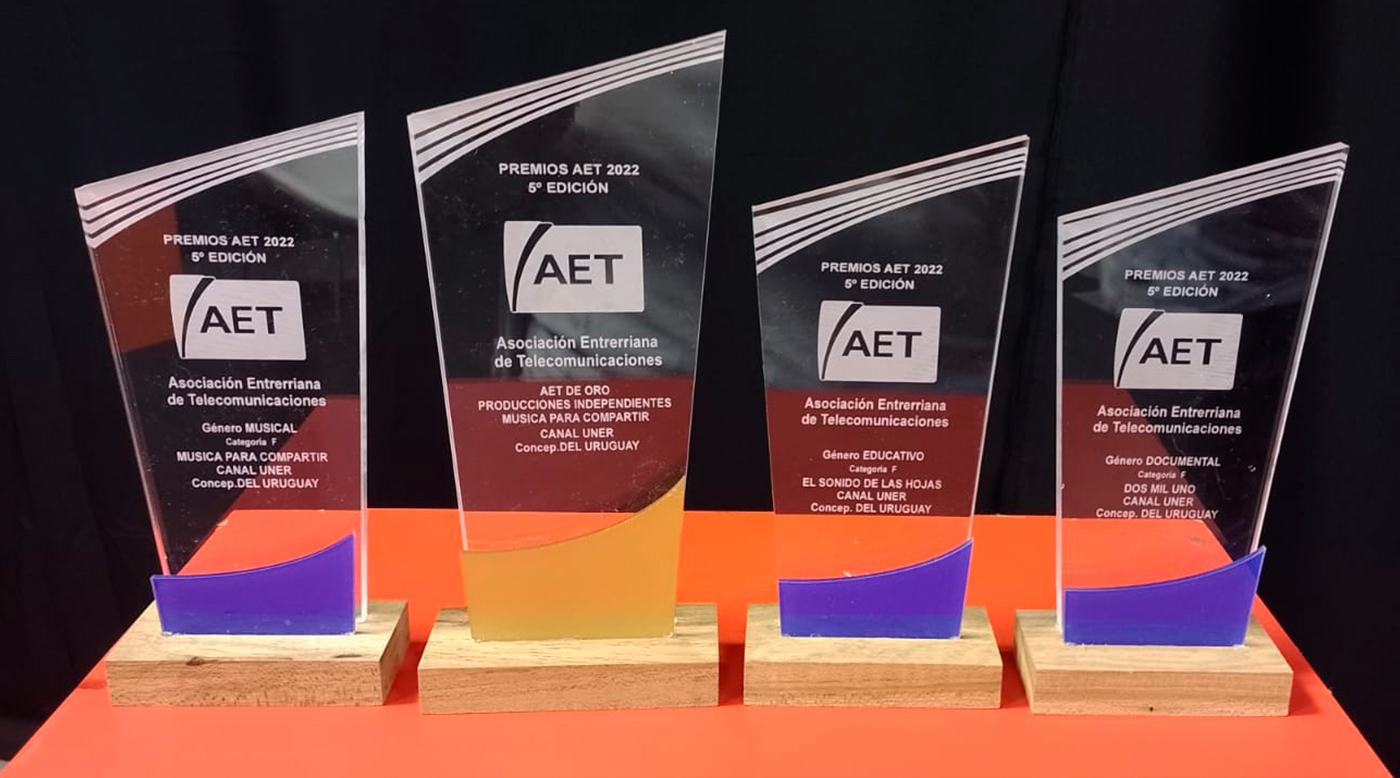 PREMIOS AET 2022
5º EDICIÓN
AET
Asociación Entrerriana
de Telecomunicaciones
Género MUSICAL
Categoria F
MUSICA PARA COMPARTIR
CANAL UNER
Concep.DEL URUGUAY
PREMIOS AET 2022
5º EDICIÓN
AET
Asociación Entrerriana
de Telecomunicaciones
AET DE ORO
PRODUCCIONES INDEPENDIENTES
MUSICA PARA COMPARTIR
CANAL UNER
Concep.DEL URUGUAY
PREMIOS AET 2022
5º EDICIÓN
AET
Asociación Entrerriana
de Telecomunicaciones
Género EDUCATIVO
Categoria F
EL SONIDO DE LAS HOJAS
CANAL UNER
Concep. DEL URUGUAY
PREMIOS AET 2022
5º EDICIÓN
AET
Asociación Entrerriana
de Telecomunicaciones
Género DOCUMENTAL
Categoria F
DOS MIL UNO
CANAL UNER
Concep. DEL URUGUAY